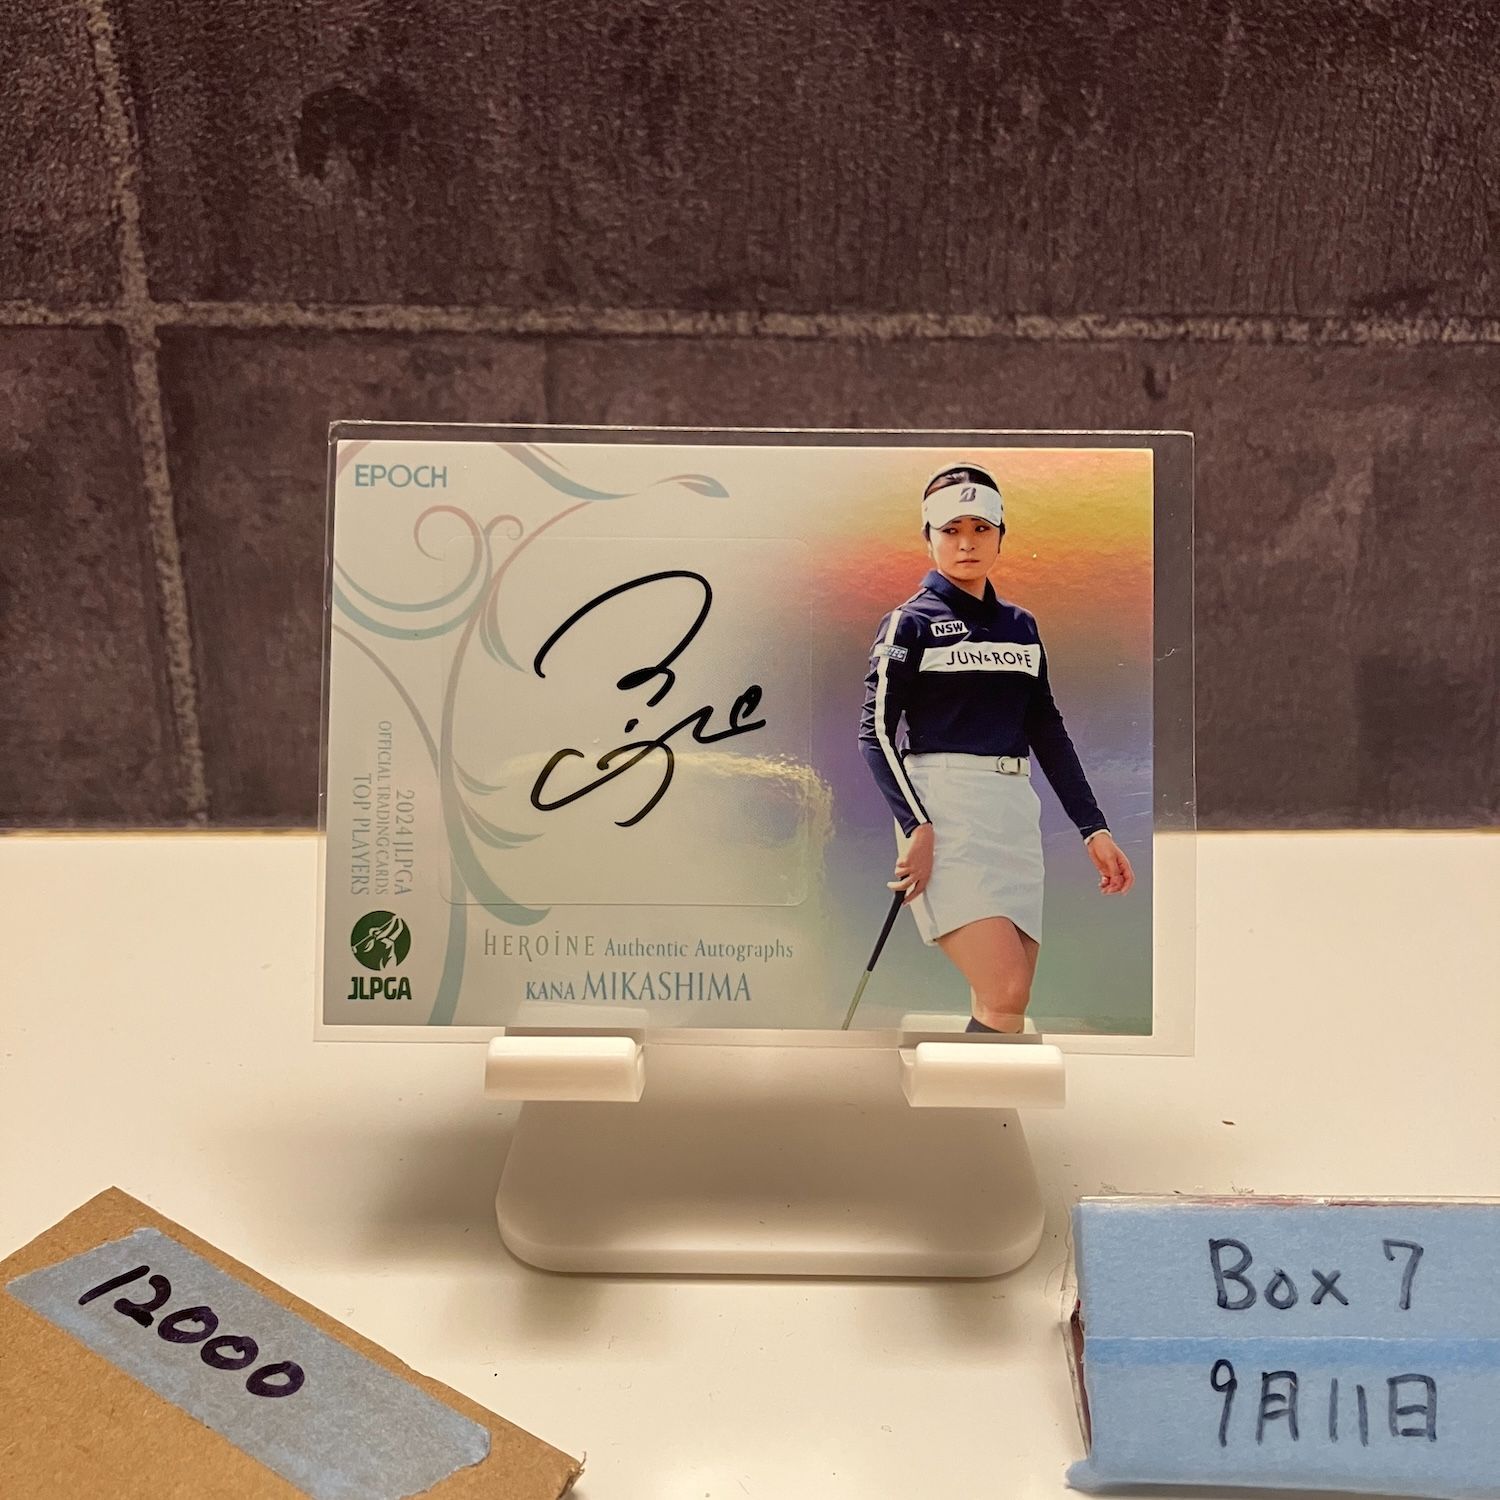 EPOCH
NSW
JUN&ROPÉ
2024 JLPGA
OFFICIAL TRADING CARDS
TOP PLAYERS
HEROINE Authentic Autographs
KANA MIKASHIMA
JLPGA
12000
Box 7
9月11日